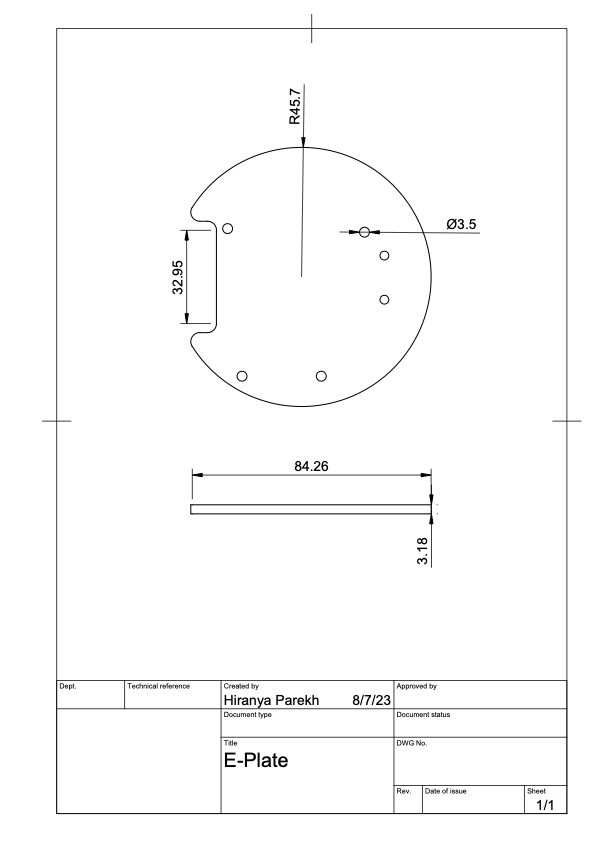 R45.7
Ø3.5
32.95
84.26
3.18
Dept.
Technical reference
Created by
Hiranya Parekh 8/7/23
Approved by
Document type
Document status
Title
E-Plate
DWG No.
Rev.
Date of issue
Sheet
1/1